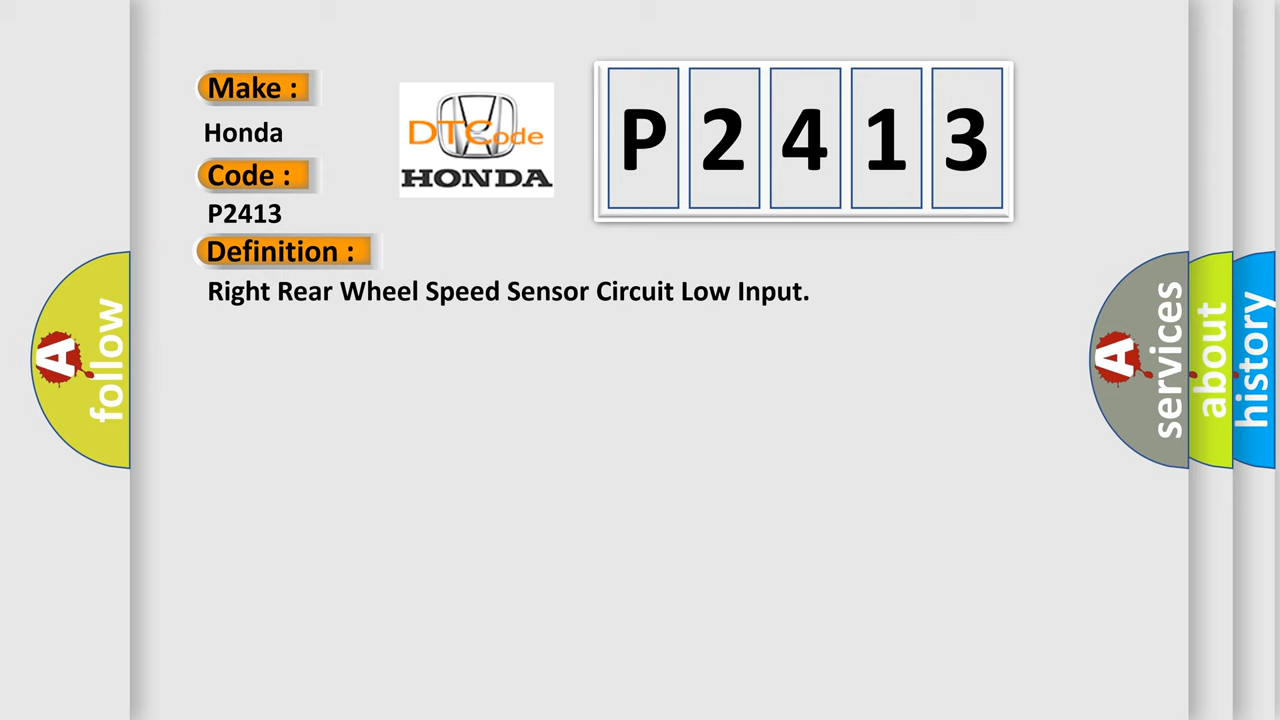 Make :
Honda
Code :
P2413
Definition :
Right Rear Wheel Speed Sensor Circuit Low Input.
DTCode
HONDA
P 2 4 1 3
A follow
A services
about
history